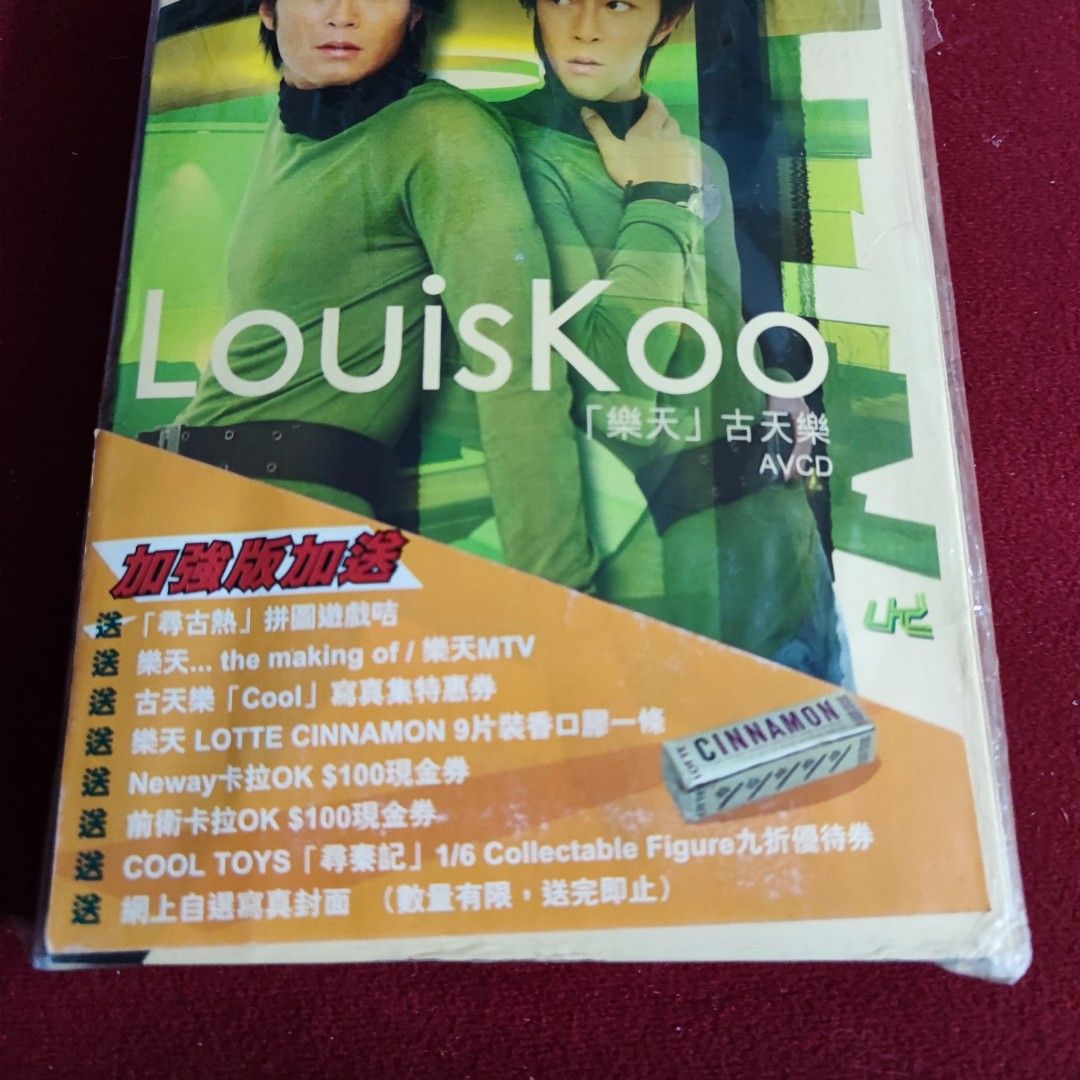 LouisKoo
「樂天」古天樂
AVCD
加強版加送
送「尋古熱」拼圖遊戲咭
送 樂天... the making of / 樂天MTV
送 古天樂「Cool」寫真集特惠券
送 樂天 LOTTE CINNAMON 9片裝香口膠一條
送 Neway卡拉OK $100現金券
送 前衛卡拉OK $100現金券
送 COOL TOYS「尋秦記」1/6 Collectable Figure九折優待券
送 網上自選寫真封面 （數量有限，送完即止）
LOTTE CINNAMON